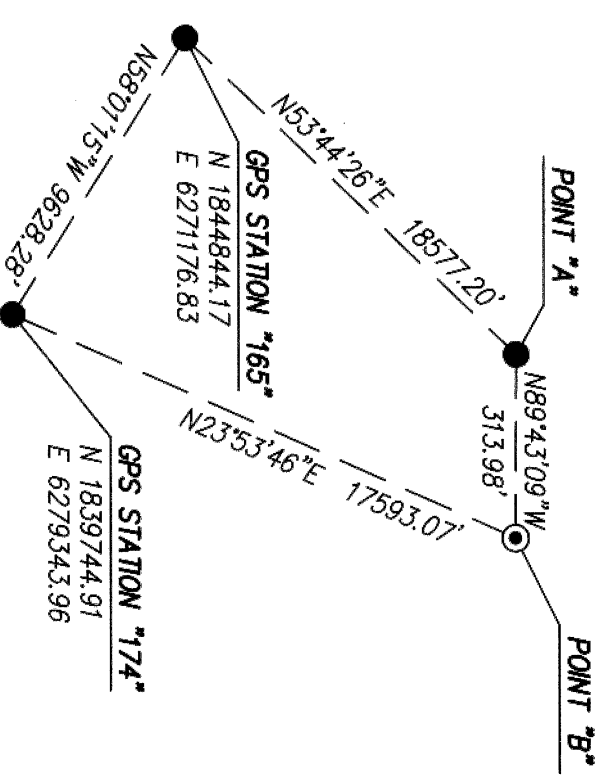 POINT "A"
N53°44'26"E 18577.20'
N89°43'09"W
313.98'
POINT "B"
GPS STATION "165"
N 1844844.17
E 6271176.83
N58°01'15"W 9628.28'
N23°53'46"E 17593.07'
GPS STATION "174"
N 1839744.91
E 6279343.96